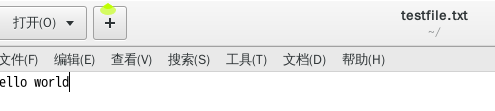 打开(O)
testfile.txt
~/
文件(F) 编辑(E) 查看(V) 搜索(S) 工具(T) 文档(D) 帮助(H)
ello world